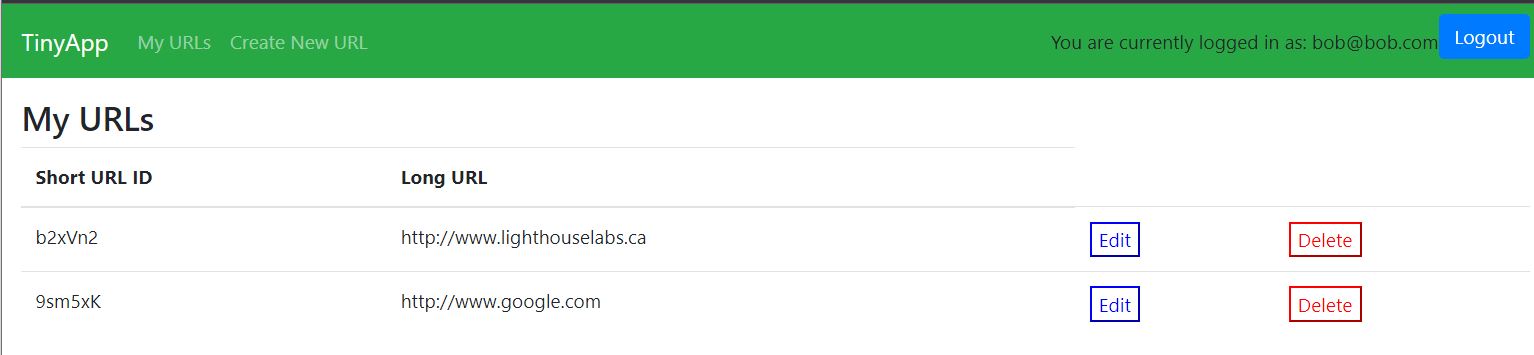 TinyApp My URLs Create New URL You are currently logged in as: bob@bob.com Logout
My URLs
Short URL ID Long URL
b2xVn2 http://www.lighthouselabs.ca Edit Delete
9sm5xK http://www.google.com Edit Delete